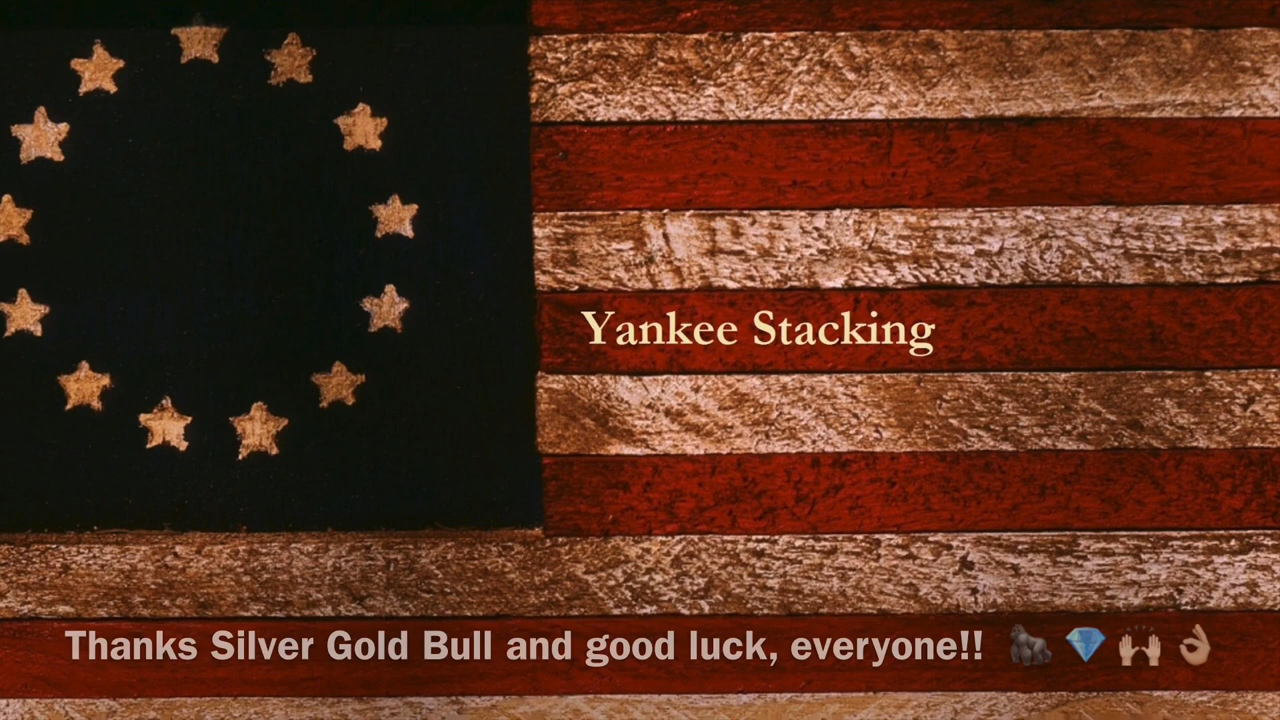 Yankee Stacking
Thanks Silver Gold Bull and good luck, everyone!! 🦍 💎 🙌🏼 👌🏼